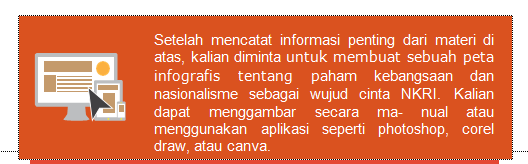 Setelah mencatat informasi penting dari materi di
atas, kalian diminta untuk membuat sebuah peta
infografis tentang paham kebangsaan dan
nasionalisme sebagai wujud cinta NKRI. Kalian
dapat menggambar secara ma- nual atau
menggunakan aplikasi seperti photoshop, corel
draw, atau canva.